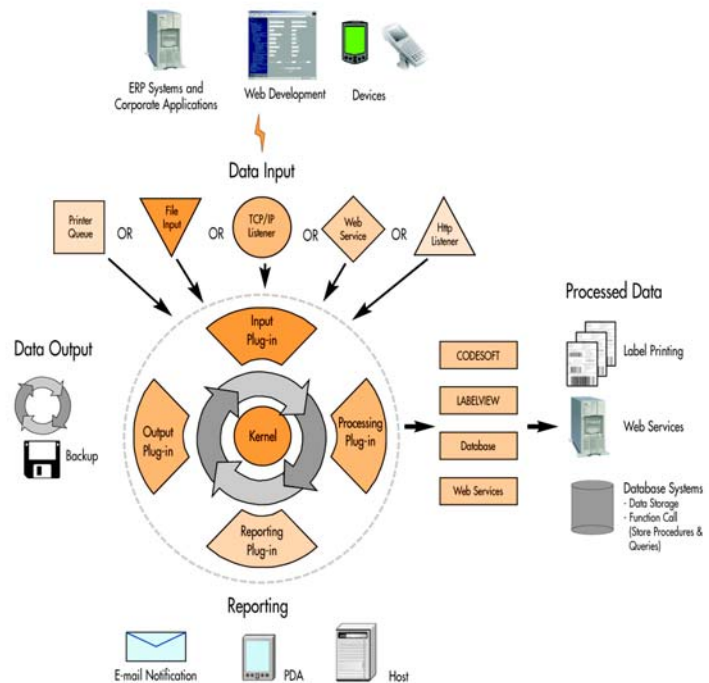 ERP Systems and
Corporate Applications
Web Development
Devices
Data Input
Printer
Queue
OR
File
Input
OR
TCP/IP
Listener
OR
Web
Service
OR
Http
Listener
Processed Data
Data Output
Backup
Input
Plug-in
Output
Plug-in
Kernel
Processing
Plug-in
Reporting
Plug-in
CODESOFT
LABELVIEW
Database
Web Services
Label Printing
Web Services
Database Systems
- Data Storage
- Function Call
(Store Procedures &
Queries)
Reporting
E-mail Notification
PDA
Host